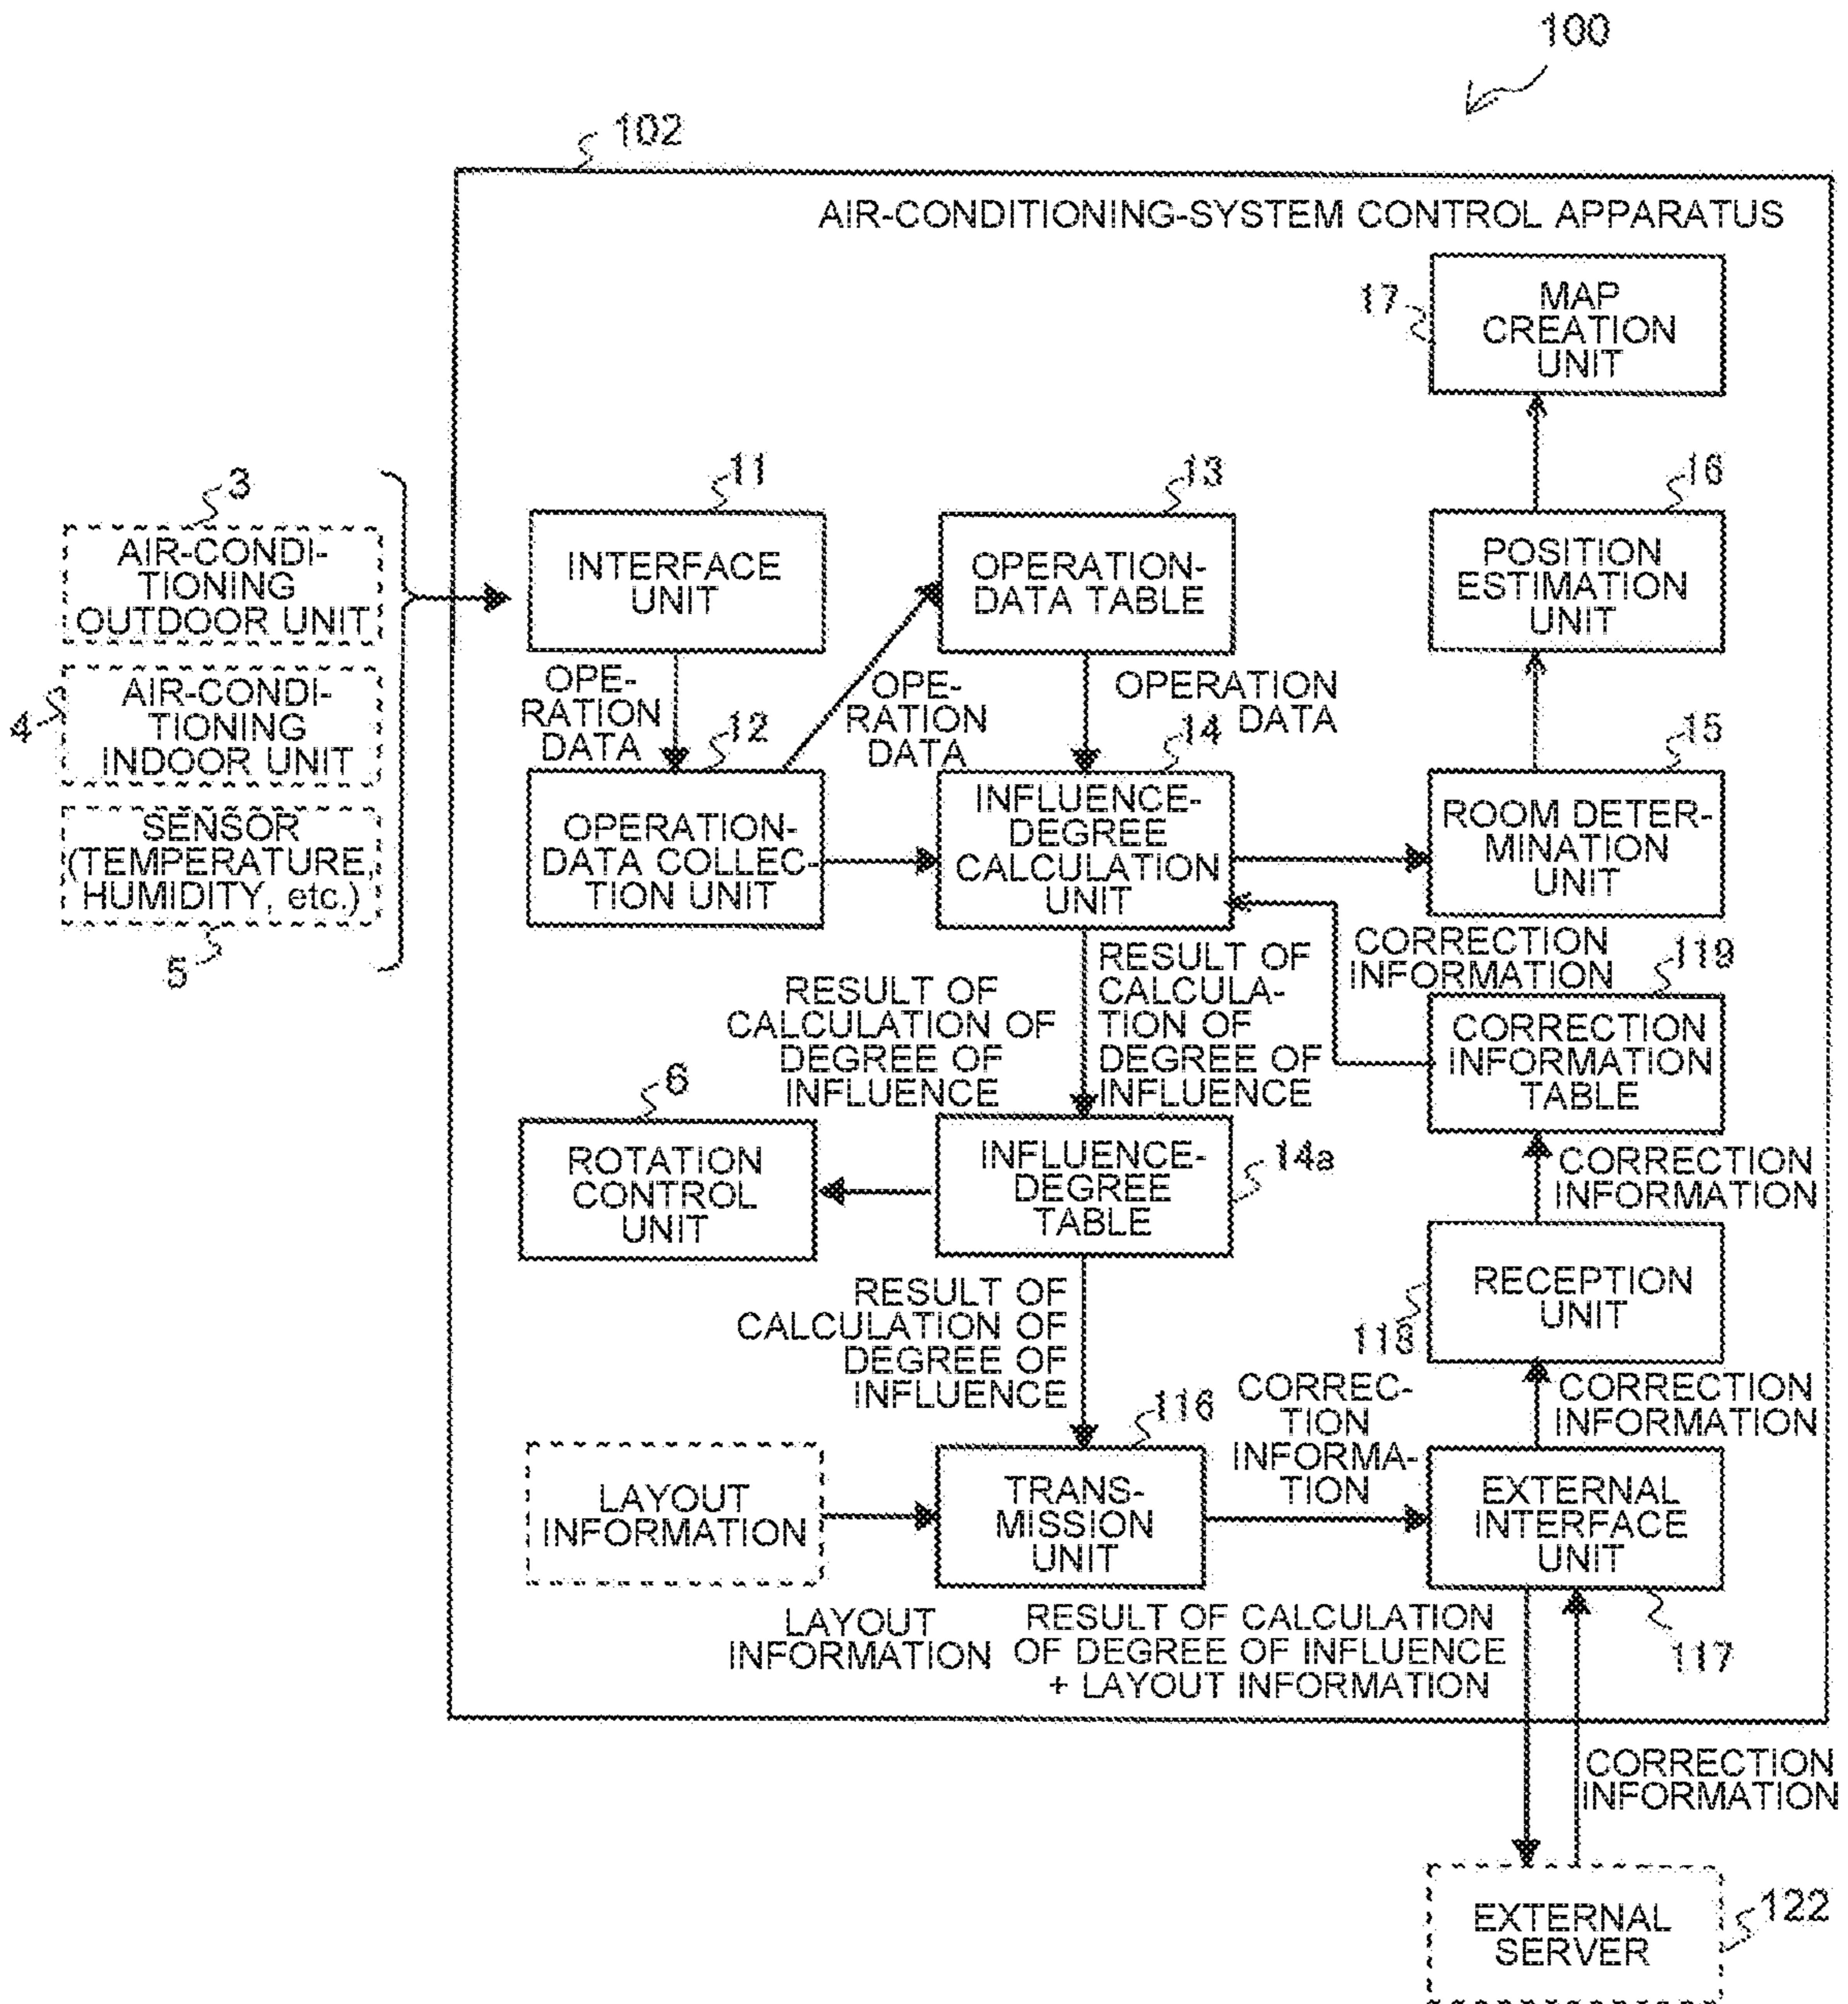 100
102
AIR-CONDITIONING-SYSTEM CONTROL APPARATUS
17
MAP
CREATION
UNIT
3
AIR-CONDI-
TIONING
OUTDOOR UNIT
4
AIR-CONDI-
TIONING
INDOOR UNIT
SENSOR
(TEMPERATURE,
HUMIDITY, etc.)
5
11
INTERFACE
UNIT
13
OPERATION-
DATA TABLE
16
POSITION
ESTIMATION
UNIT
OPE-
RATION
DATA
OPE-
RATION
DATA
OPERATION
DATA
12
OPERATION-
DATA COLLEC-
TION UNIT
14
INFLUENCE-
DEGREE
CALCULATION
UNIT
15
ROOM DETER-
MINATION
UNIT
RESULT OF
CALCULATION OF
DEGREE OF
INFLUENCE
RESULT OF
CALCULA-
TION OF
DEGREE OF
INFLUENCE
CORRECTION
INFORMATION
119
CORRECTION
INFORMATION
TABLE
6
ROTATION
CONTROL
UNIT
INFLUENCE-
DEGREE
TABLE
14a
CORRECTION
INFORMATION
RECEPTION
UNIT
118
RESULT OF
CALCULATION OF
DEGREE OF
INFLUENCE
CORRECTION
INFORMATION
LAYOUT
INFORMATION
116
TRANS-
MISSION
UNIT
CORREC-
TION
INFORMA-
TION
EXTERNAL
INTERFACE
UNIT
117
LAYOUT
INFORMATION
RESULT OF CALCULATION
OF DEGREE OF INFLUENCE
+ LAYOUT INFORMATION
CORRECTION
INFORMATION
EXTERNAL
SERVER
122